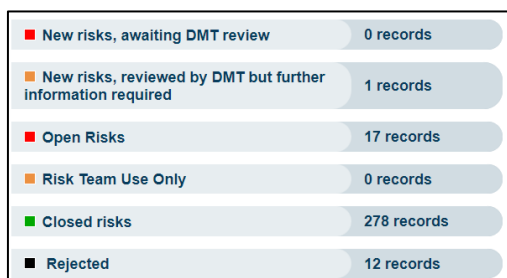 New risks, awaiting DMT review 0 records
New risks, reviewed by DMT but further
information required 1 records
Open Risks 17 records
Risk Team Use Only 0 records
Closed risks 278 records
Rejected 12 records